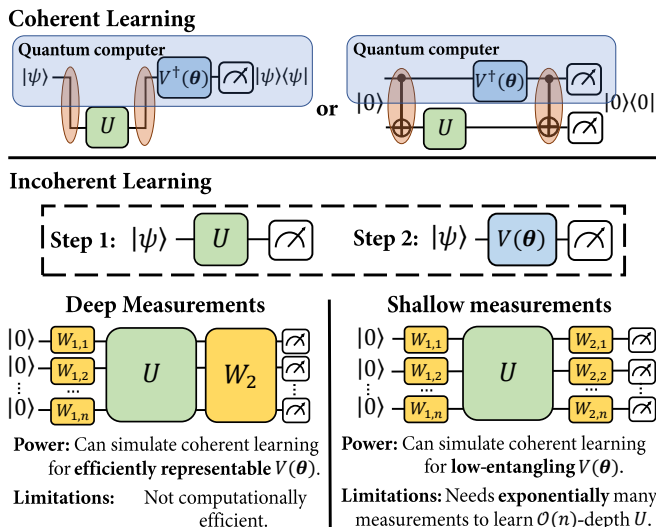 Coherent Learning
Quantum computer
|ψ⟩ V†(θ) |ψ⟩⟨ψ|
U
or
Quantum computer
V†(θ)
|0⟩ |0⟩⟨0|
U
Incoherent Learning
Step 1: |ψ⟩ U Step 2: |ψ⟩ V(θ)
Deep Measurements
|0⟩ W₁,₁
|0⟩ W₁,₂ U W₂
⋮ ... ⋮
|0⟩ W₁,ₙ
Power: Can simulate coherent learning
for efficiently representable V(θ).
Limitations: Not computationally
efficient.
Shallow measurements
|0⟩ W₁,₁ W₂,₁
|0⟩ W₁,₂ U W₂,₂
⋮ ... ... ⋮
|0⟩ W₁,ₙ W₂,ₙ
Power: Can simulate coherent learning
for low-entangling V(θ).
Limitations: Needs exponentially many
measurements to learn 𝒪(n)-depth U.